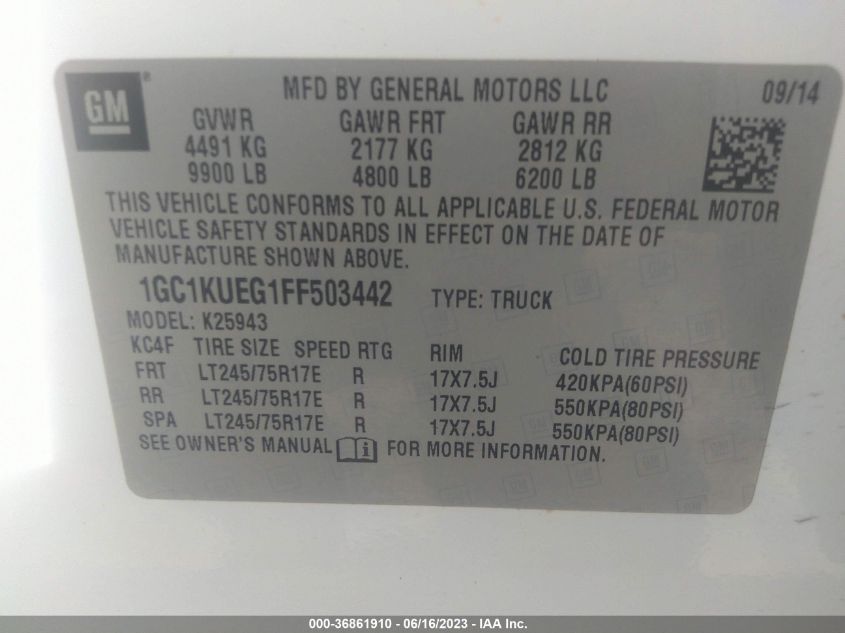 GM®
MFD BY GENERAL MOTORS LLC 09/14
GVWR GAWR FRT GAWR RR
4491 KG 2177 KG 2812 KG
9900 LB 4800 LB 6200 LB
THIS VEHICLE CONFORMS TO ALL APPLICABLE U.S. FEDERAL MOTOR
VEHICLE SAFETY STANDARDS IN EFFECT ON THE DATE OF
MANUFACTURE SHOWN ABOVE.
1GC1KUEG1FF503442 TYPE: TRUCK
MODEL: K25943
KC4F TIRE SIZE SPEED RTG RIM COLD TIRE PRESSURE
FRT LT245/75R17E R 17X7.5J 420KPA(60PSI)
RR LT245/75R17E R 17X7.5J 550KPA(80PSI)
SPA LT245/75R17E R 17X7.5J 550KPA(80PSI)
SEE OWNER'S MANUAL i FOR MORE INFORMATION.
000-36861910 - 06/16/2023 - IAA Inc.